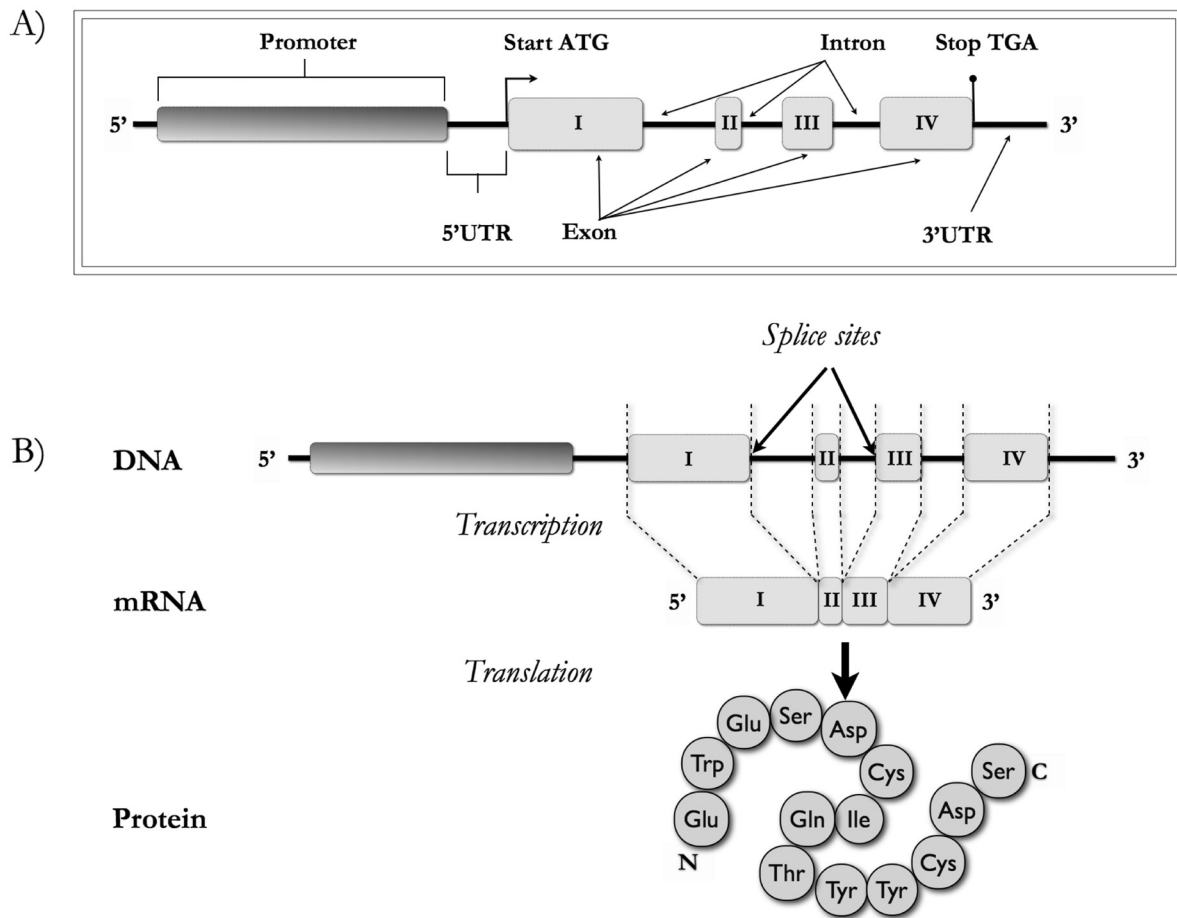 A)
Promoter
Start ATG
Intron
Stop TGA
5’
I
II
III
IV
3’
5’UTR
Exon
3’UTR
Splice sites
B)
DNA
5’
I
II
III
IV
3’
Transcription
mRNA
5’
I
II
III
IV
3’
Translation
Protein
Glu
Trp
Glu
Ser
Asp
Cys
Ile
Gln
Thr
Tyr
Tyr
Cys
Asp
Ser
N
C